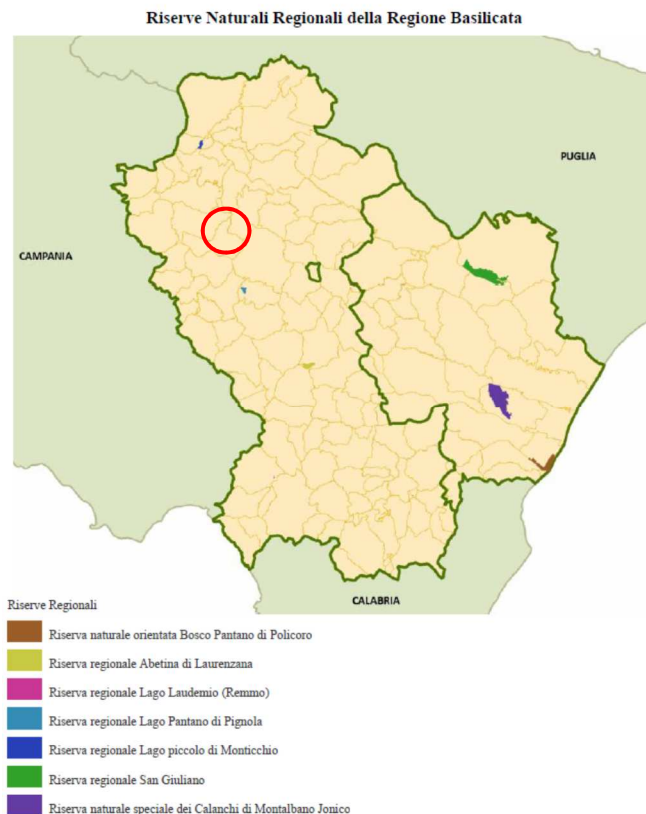 Riserve Naturali Regionali della Regione Basilicata
PUGLIA
CAMPANIA
CALABRIA
Riserve Regionali
Riserva naturale orientata Bosco Pantano di Policoro
Riserva regionale Abetina di Laurenzana
Riserva regionale Lago Laudemio (Remmo)
Riserva regionale Lago Pantano di Pignola
Riserva regionale Lago piccolo di Monticchio
Riserva regionale San Giuliano
Riserva naturale speciale dei Calanchi di Montalbano Jonico